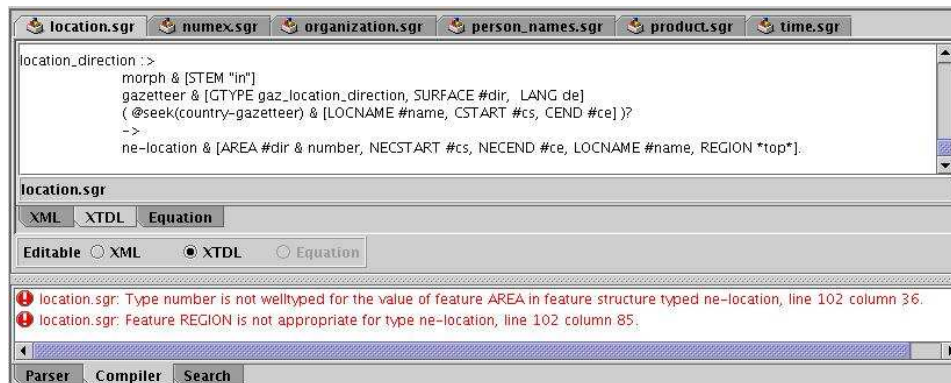 location.sgr numex.sgr organization.sgr person_names.sgr product.sgr time.sgr
location_direction :>
morph & [STEM "in"]
gazetteer & [GTYPE gaz_location_direction, SURFACE #dir, LANG de]
( @seek(country-gazetteer) & [LOCNAME #name, CSTART #cs, CEND #ce] )?
->
ne-location & [AREA #dir & number, NECSTART #cs, NECEND #ce, LOCNAME #name, REGION *top*].
location.sgr
XML XTDL Equation
Editable XML XTDL Equation
location.sgr: Type number is not welltyped for the value of feature AREA in feature structure typed ne-location, line 102 column 36.
location.sgr: Feature REGION is not appropriate for type ne-location, line 102 column 85.
Parser Compiler Search